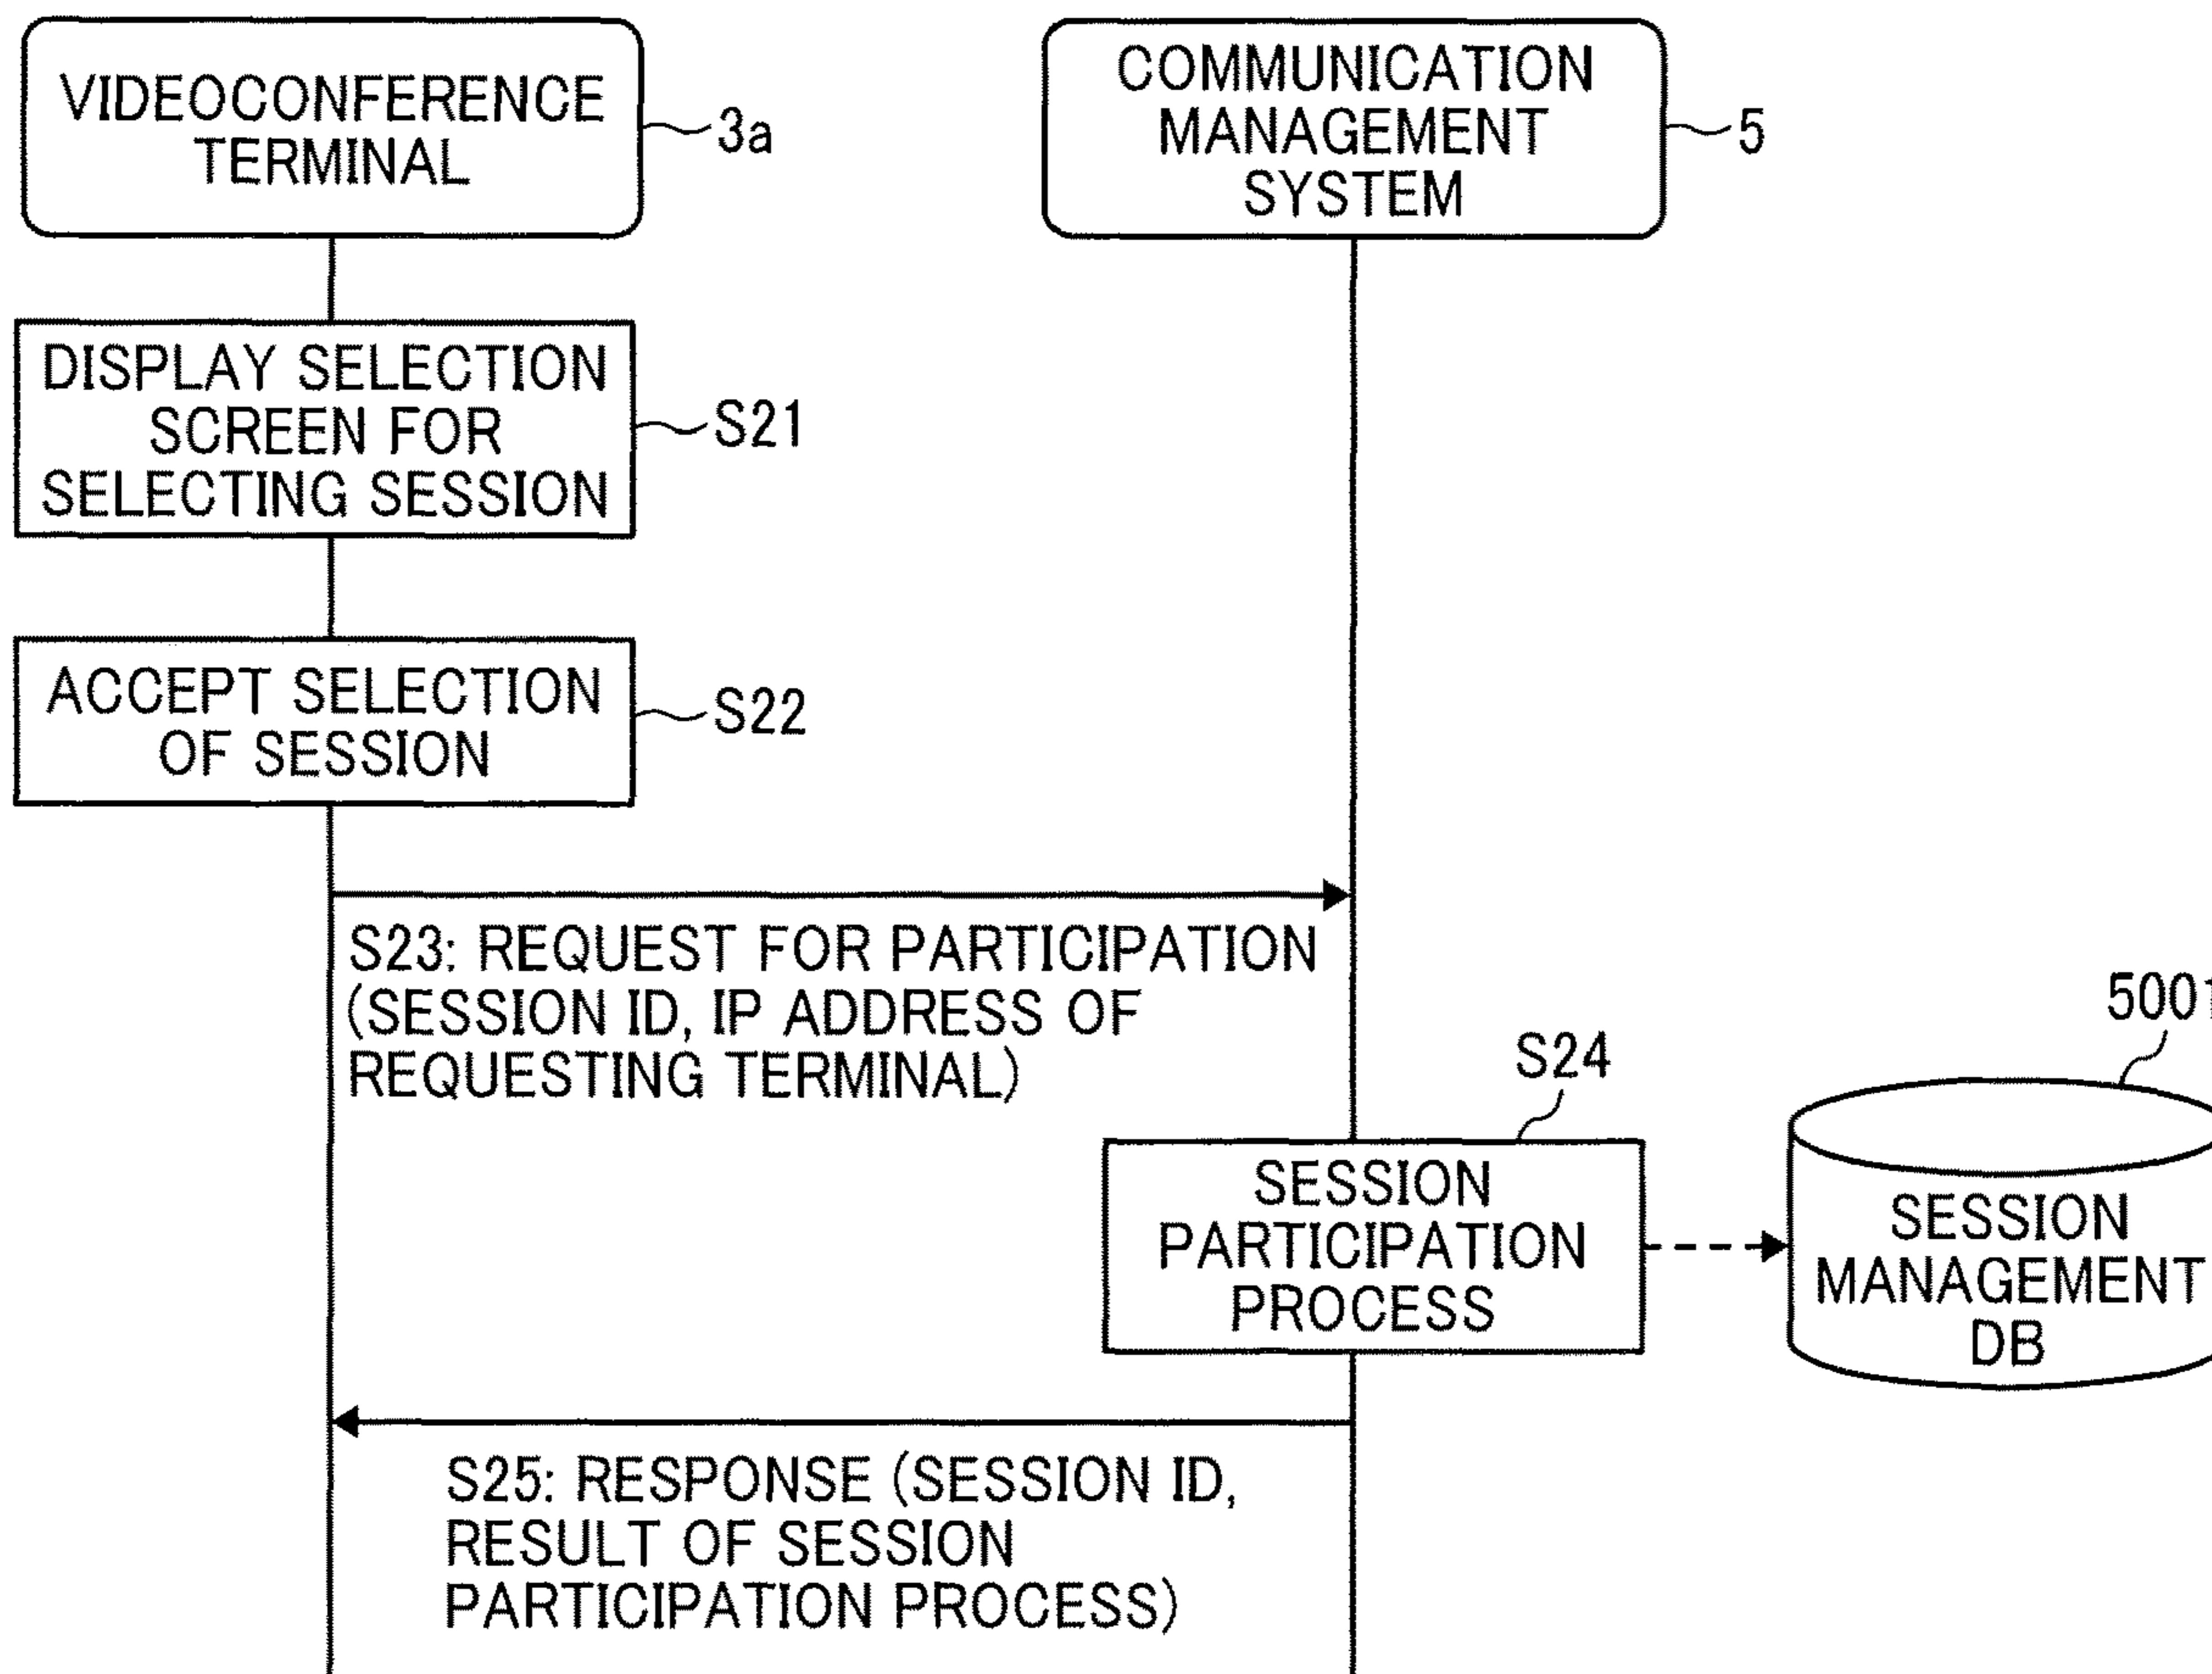 VIDEOCONFERENCE
TERMINAL
3a
COMMUNICATION
MANAGEMENT
SYSTEM
5
DISPLAY SELECTION
SCREEN FOR
SELECTING SESSION
S21
ACCEPT SELECTION
OF SESSION
S22
S23: REQUEST FOR PARTICIPATION
(SESSION ID, IP ADDRESS OF
REQUESTING TERMINAL)
S24
SESSION
PARTICIPATION
PROCESS
5001
SESSION
MANAGEMENT
DB
S25: RESPONSE (SESSION ID,
RESULT OF SESSION
PARTICIPATION PROCESS)